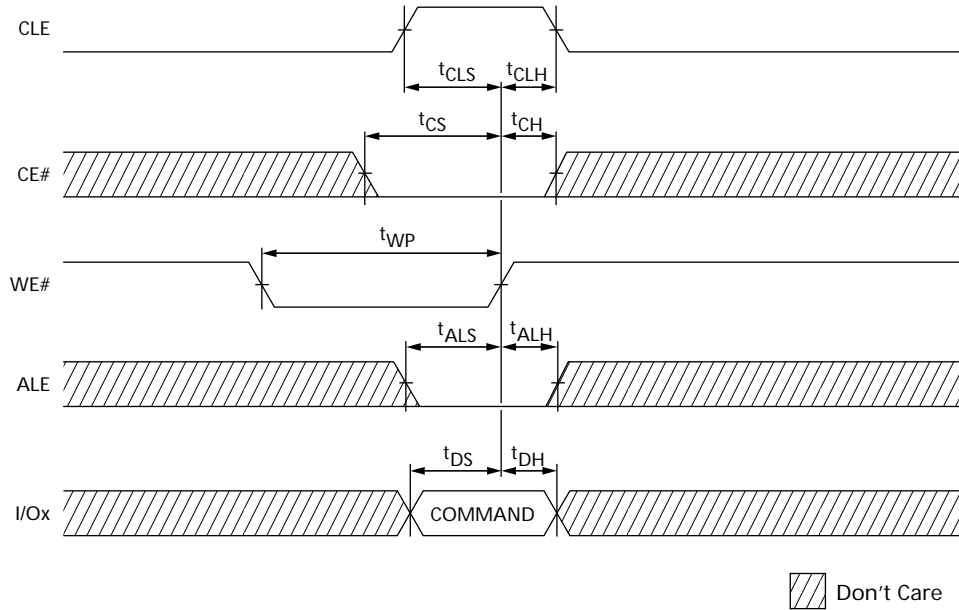 CLE
tCLS tCLH
tCS tCH
CE#
tWP
WE#
tALS tALH
ALE
tDS tDH
I/Ox COMMAND
Don't Care